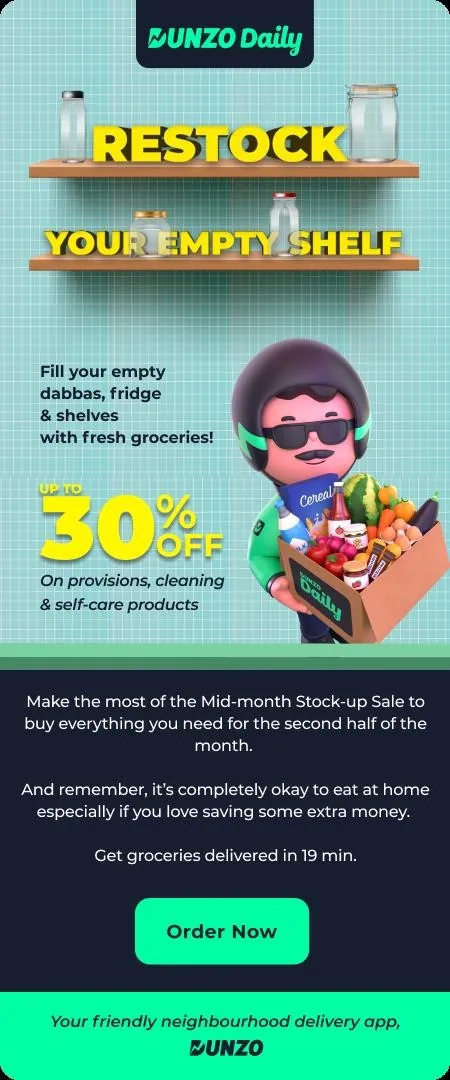 DUNZO Daily
RESTOCK
YOUR EMPTY SHELF
Fill your empty
dabbas, fridge
& shelves
with fresh groceries!
UP TO
30% OFF
On provisions, cleaning
& self-care products
Cereal
DUNZO
Daily
Make the most of the Mid-month Stock-up Sale to
buy everything you need for the second half of the
month.
And remember, it's completely okay to eat at home
especially if you love saving some extra money.
Get groceries delivered in 19 min.
Order Now
Your friendly neighbourhood delivery app,
DUNZO